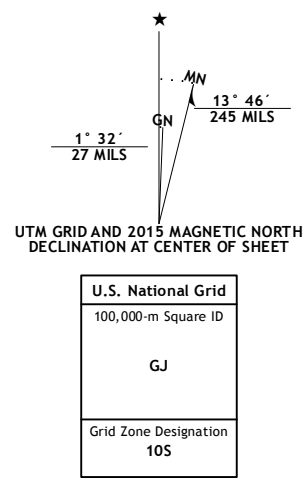 ★
MN
GN
13° 46´
245 MILS
1° 32´
27 MILS
UTM GRID AND 2015 MAGNETIC NORTH
DECLINATION AT CENTER OF SHEET
U.S. National Grid
100,000-m Square ID
GJ
Grid Zone Designation
10S